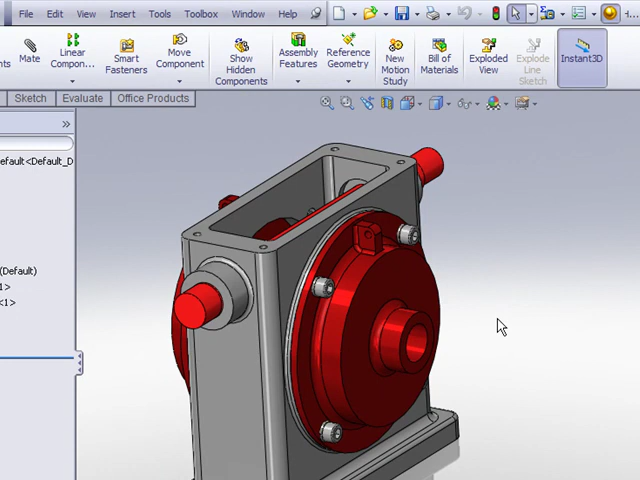 File Edit View Insert Tools Toolbox Window Help
Mate
Linear
Compon...
Smart
Fasteners
Move
Component
Show
Hidden
Components
Assembly
Features
Reference
Geometry
New
Motion
Study
Bill of
Materials
Exploded
View
Explode
Line
Sketch
Instant3D
nts
Sketch Evaluate Office Products
efault<Default_D
(Default)
1>
<1>